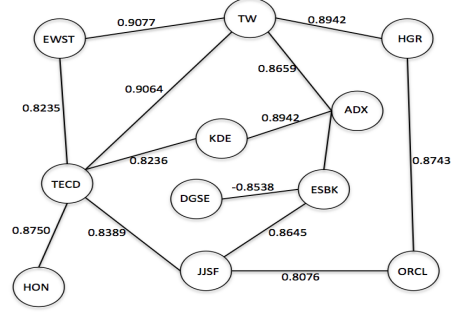 TW
0.9077
0.8942
EWST
HGR
0.8659
0.9064
ADX
0.8235
0.8942
KDE
0.8743
0.8236
TECD
DGSE
-0.8538
ESBK
0.8750
0.8389
0.8645
HON
JJSF
ORCL
0.8076